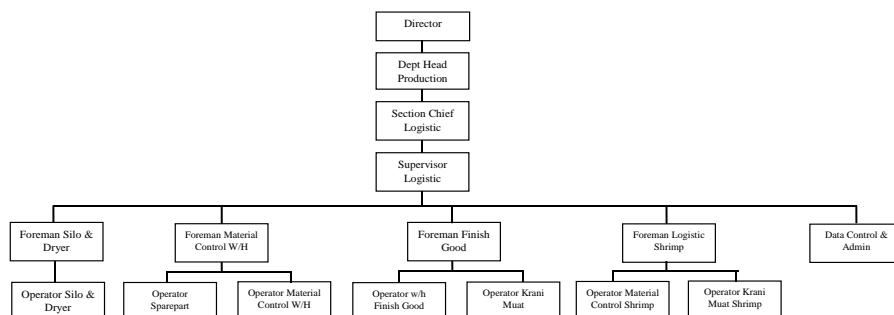 Director
Dept Head
Production
Section Chief
Logistic
Supervisor
Logistic
Foreman Silo &
Dryer
Foreman Material
Control W/H
Foreman Finish
Good
Foreman Logistic
Shrimp
Data Control &
Admin
Operator Silo &
Dryer
Operator
Sparepart
Operator Material
Control W/H
Operator w/h
Finish Good
Operator Krani
Muat
Operator Material
Control Shrimp
Operator Krani
Muat Shrimp